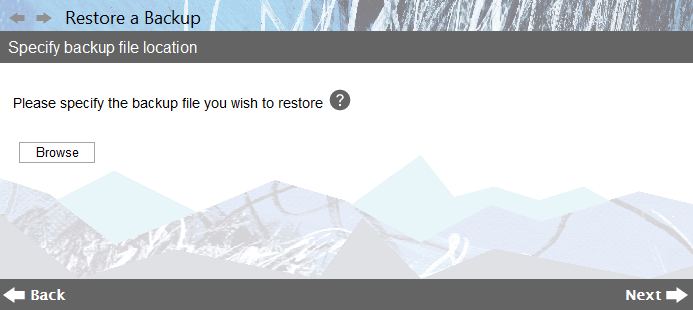 Restore a Backup
Specify backup file location
Please specify the backup file you wish to restore ?
Browse
Back Next